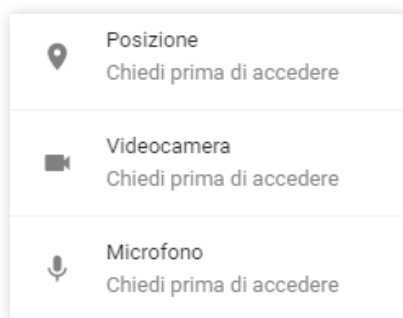 Posizione
Chiedi prima di accedere
Videocamera
Chiedi prima di accedere
Microfono
Chiedi prima di accedere